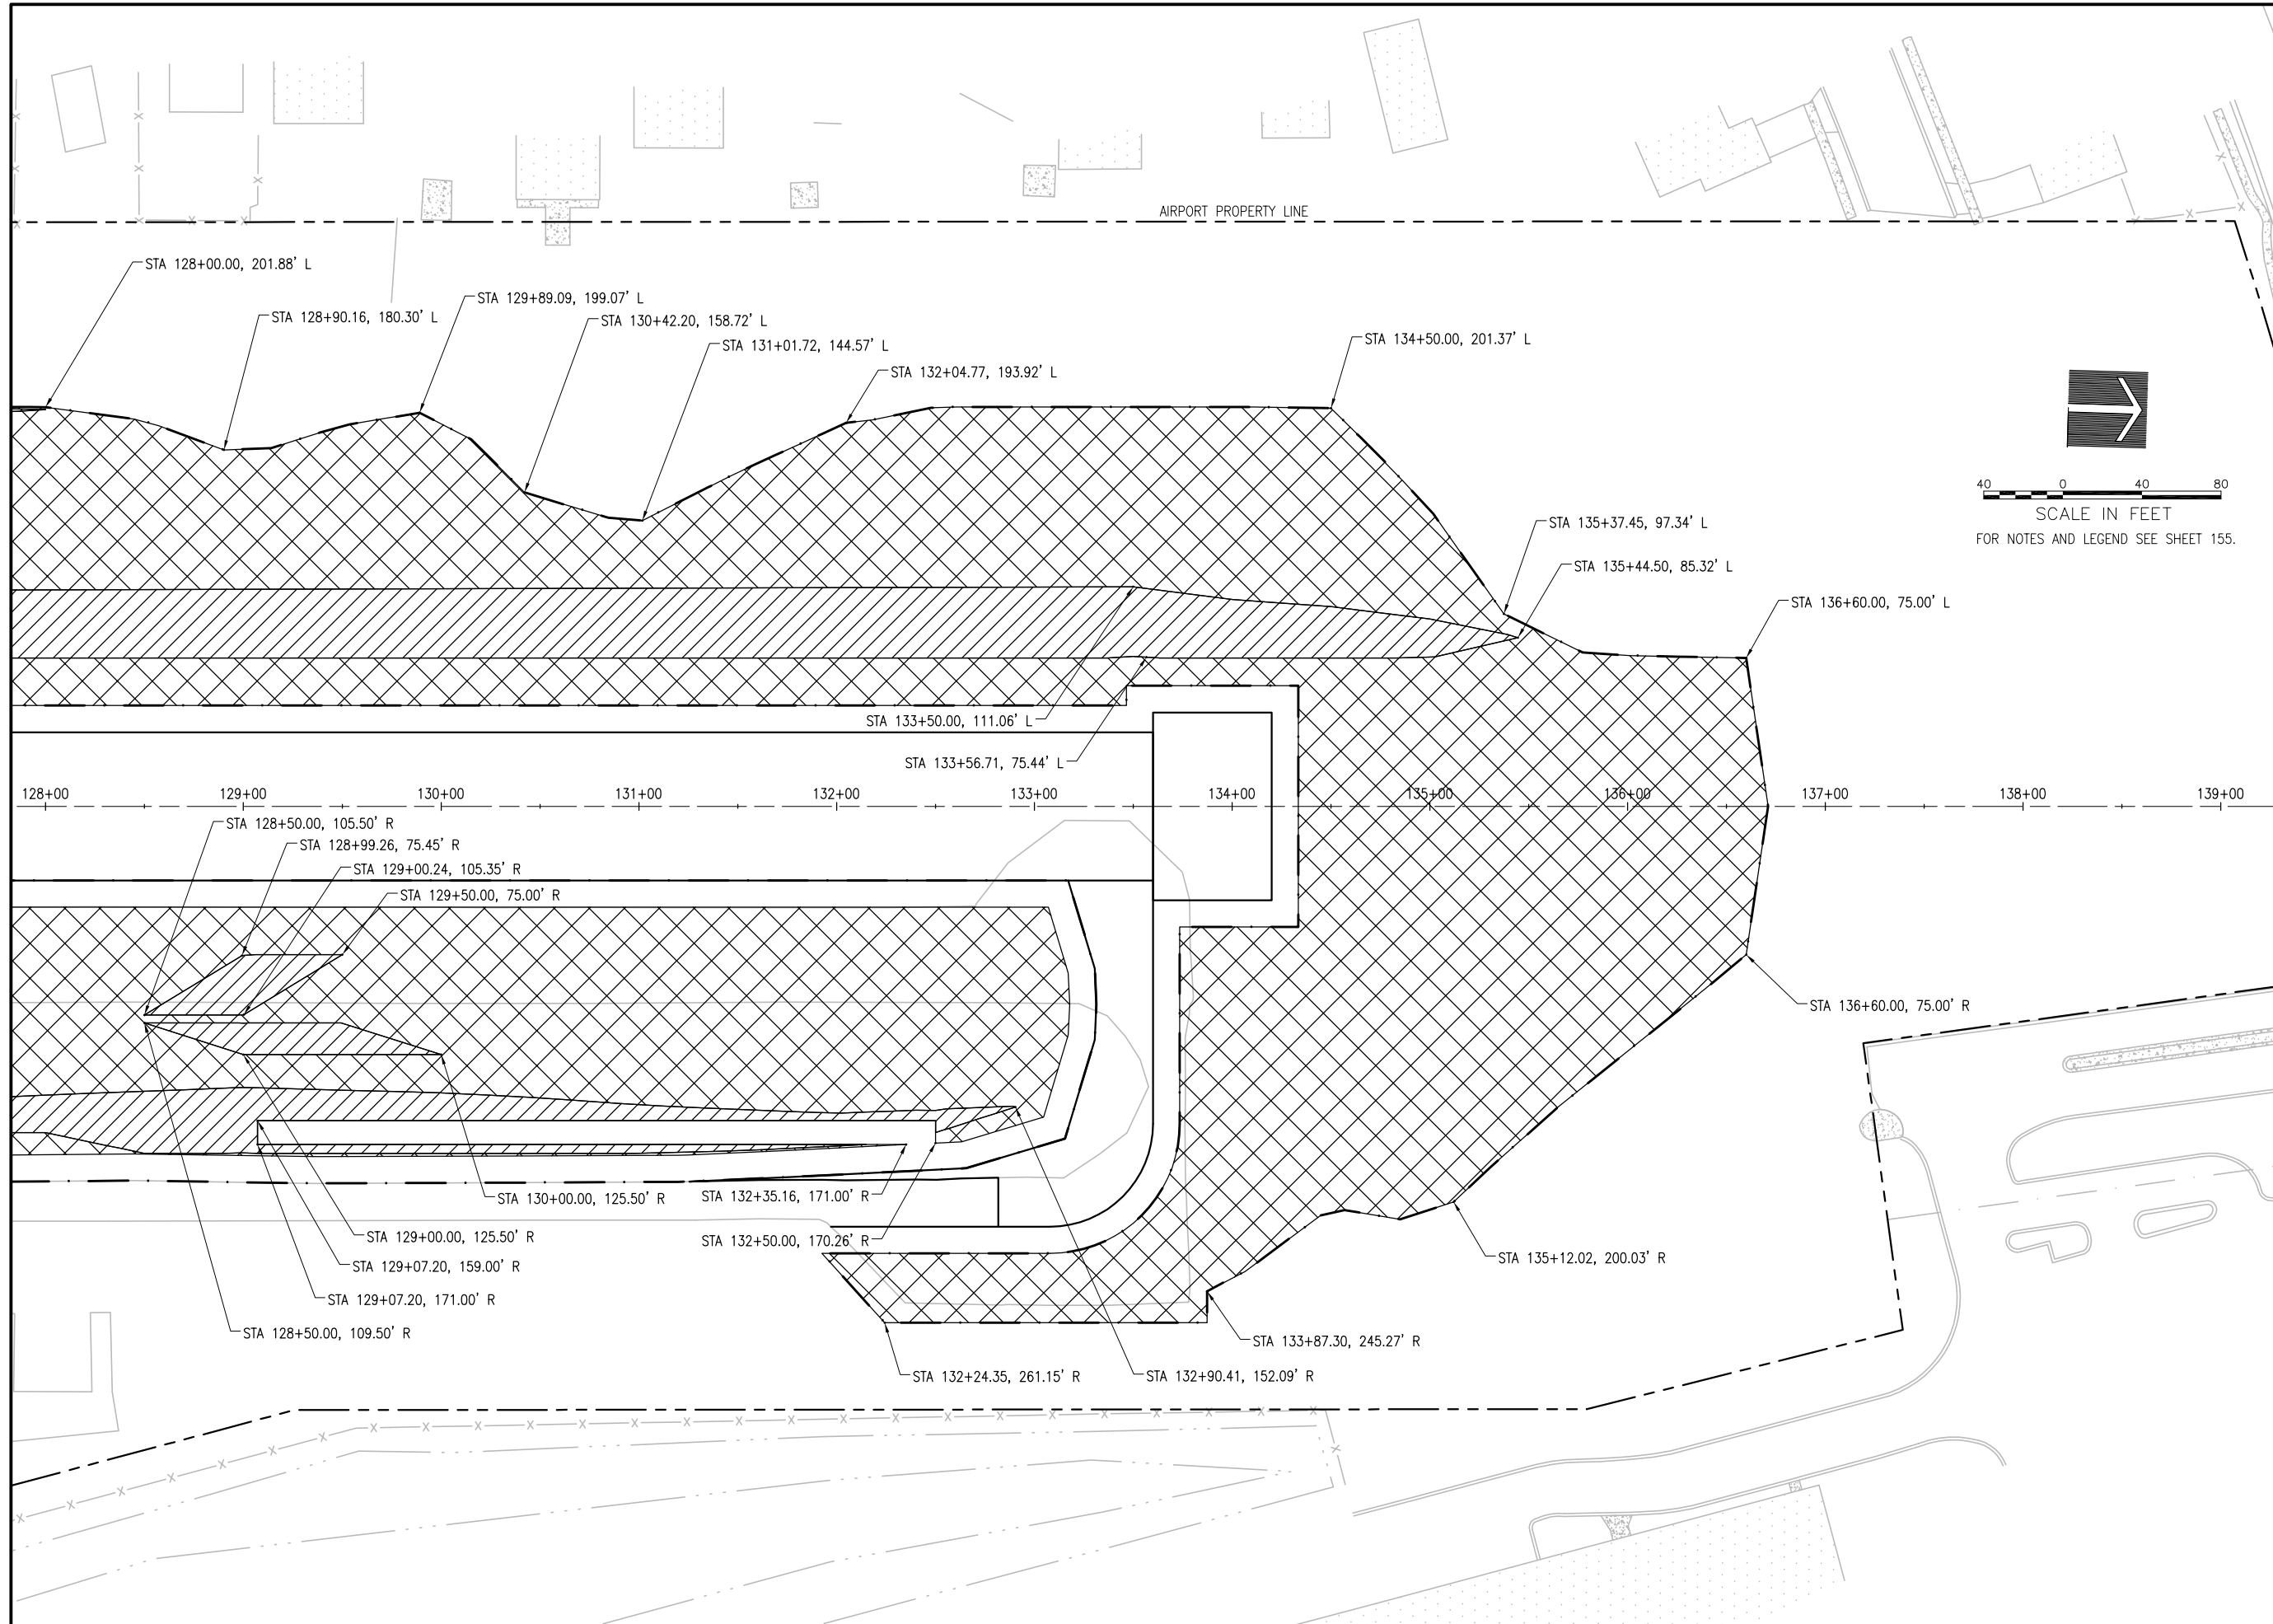 AIRPORT PROPERTY LINE
STA 128+00.00, 201.88' L
STA 129+89.09, 199.07' L
STA 128+90.16, 180.30' L
STA 130+42.20, 158.72' L
STA 134+50.00, 201.37' L
STA 131+01.72, 144.57' L
STA 132+04.77, 193.92' L
40 0 40 80
SCALE IN FEET
FOR NOTES AND LEGEND SEE SHEET 155.
STA 135+37.45, 97.34' L
STA 135+44.50, 85.32' L
STA 136+60.00, 75.00' L
STA 133+50.00, 111.06' L
STA 133+56.71, 75.44' L
128+00 129+00 130+00 131+00 132+00 133+00 134+00 135+00 136+00 137+00 138+00 139+00
STA 128+50.00, 105.50' R
STA 128+99.26, 75.45' R
STA 129+00.24, 105.35' R
STA 129+50.00, 75.00' R
STA 136+60.00, 75.00' R
STA 132+35.16, 171.00' R
STA 130+00.00, 125.50' R
STA 129+00.00, 125.50' R
STA 132+50.00, 170.26' R
STA 135+12.02, 200.03' R
STA 129+07.20, 159.00' R
STA 129+07.20, 171.00' R
STA 128+50.00, 109.50' R
STA 133+87.30, 245.27' R
STA 132+24.35, 261.15' R
STA 132+90.41, 152.09' R